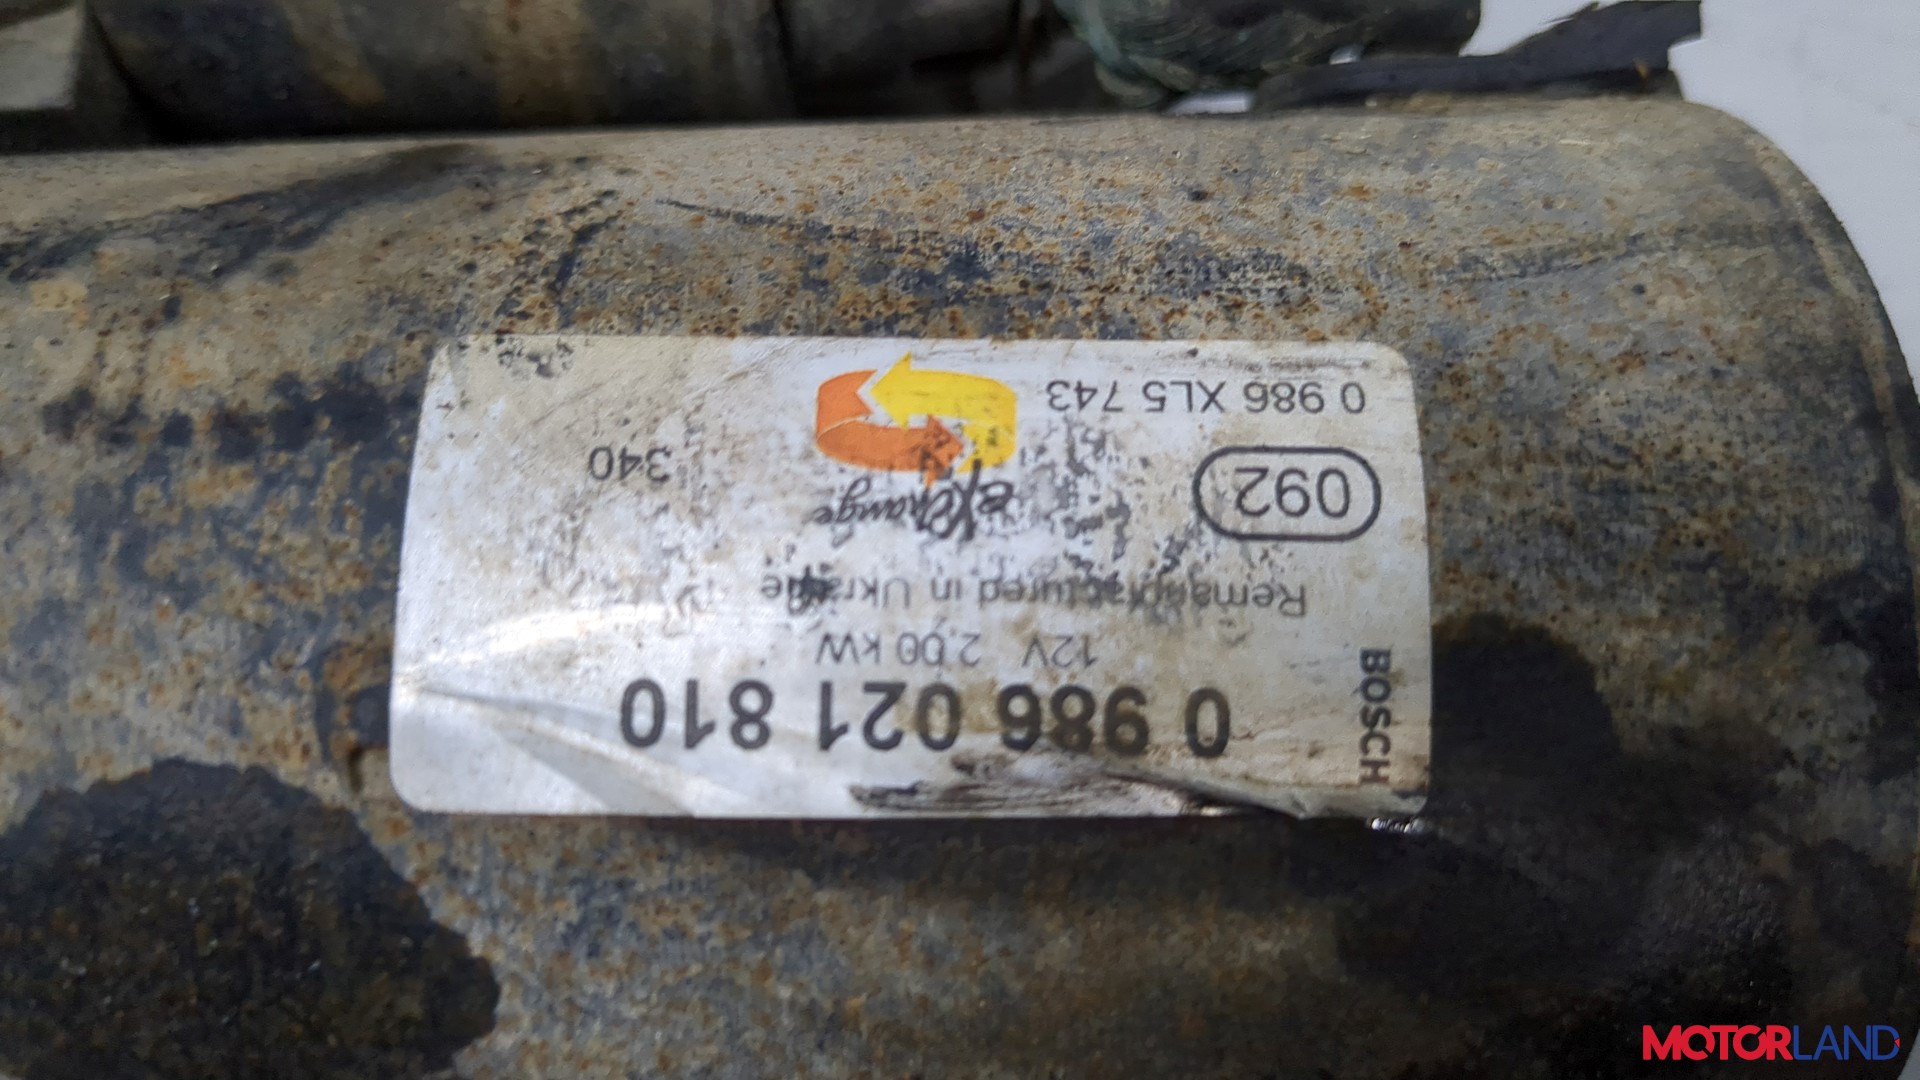 BOSCH
0 986 021 810
12V 2,00 kW
Remanufactured in Ukraine
eXchange
092
340
0 986 XL5 743
MOTORLAND